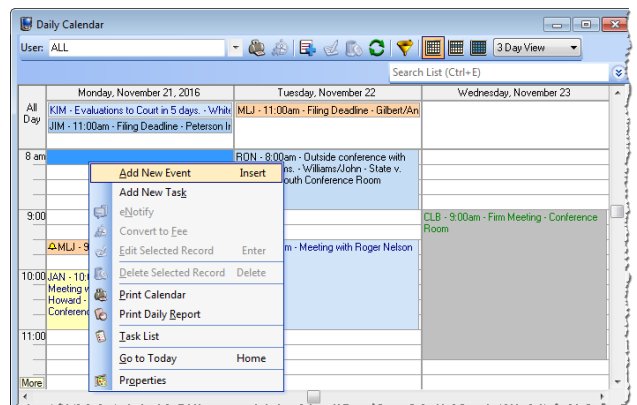 Daily Calendar
User: ALL
3 Day View
Search List (Ctrl+E)
Monday, November 21, 2016
Tuesday, November 22
Wednesday, November 23
All Day
KIM - Evaluations to Court in 5 days. - White
MLJ - 11:00am - Filing Deadline - Gilbert/An
JIM - 11:00am - Filing Deadline - Peterson Ir
8 am
RON - 8:00am - Outside conference with
ms. - Williams/John - State v.
outh Conference Room
Add New Event Insert
Add New Task
eNotify
Convert to Fee
Edit Selected Record Enter
Delete Selected Record Delete
Print Calendar
Print Daily Report
Task List
Go to Today Home
Properties
9:00
CLB - 9:00am - Firm Meeting - Conference
Room
MLJ - 9
m - Meeting with Roger Nelson
10:00
JAN - 10:
Meeting w
Howard -
Conferenc
11:00
More